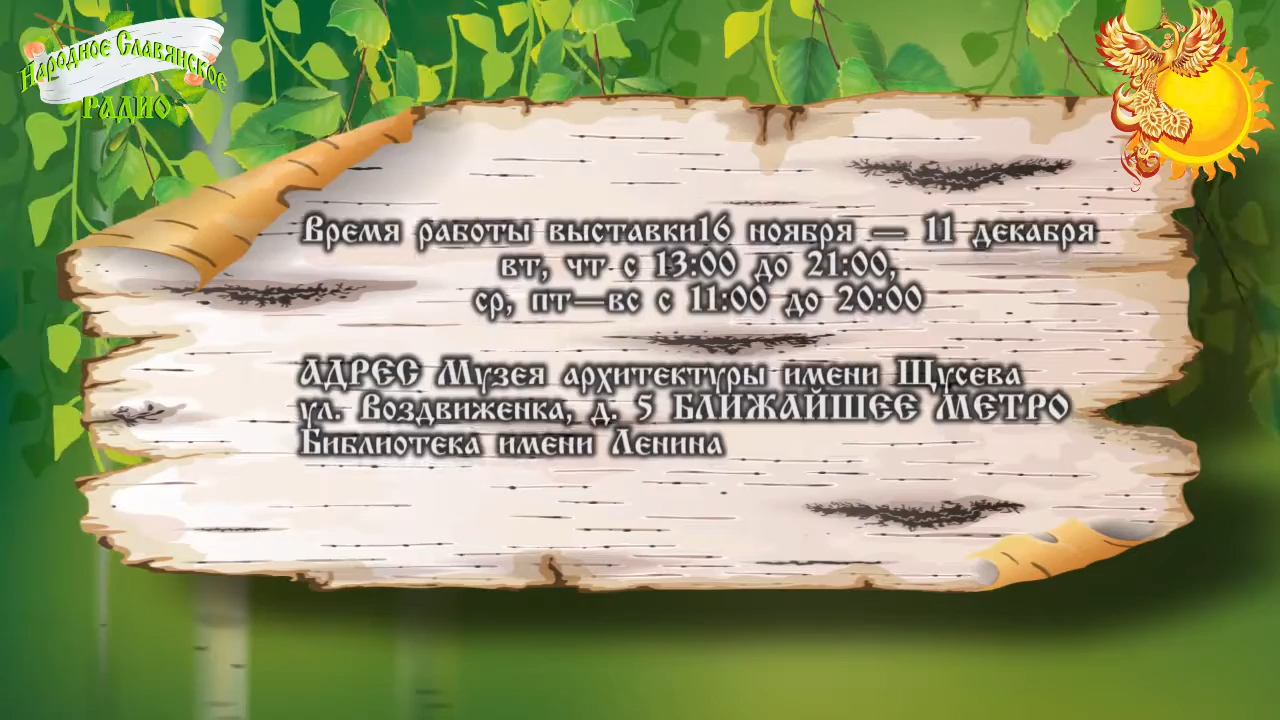 Народное Славянское
РАДИО
Время работы выставки16 ноября — 11 декабря
вт, чт с 13:00 до 21:00,
ср, пт—вс с 11:00 до 20:00
АДРЕС Музея архитектуры имени Щусева
ул. Воздвиженка, д. 5 БЛИЖАЙШЕЕ МЕТРО
Библиотека имени Ленина